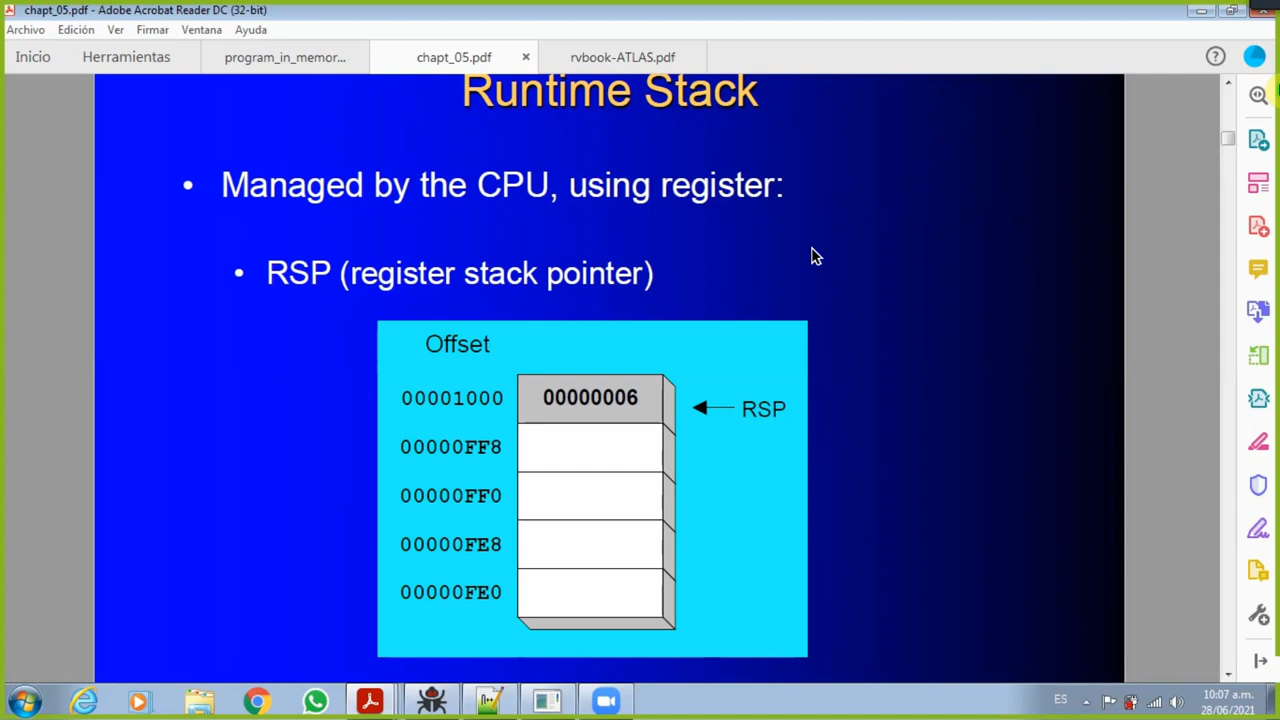 chapt_05.pdf - Adobe Acrobat Reader DC (32-bit)
Archivo Edición Ver Firmar Ventana Ayuda
Inicio Herramientas program_in_memor... chapt_05.pdf × rvbook-ATLAS.pdf
Runtime Stack
• Managed by the CPU, using register:
• RSP (register stack pointer)
Offset
00001000 00000006 RSP
00000FF8
00000FF0
00000FE8
00000FE0
ES 10:07 a.m.
28/06/2021